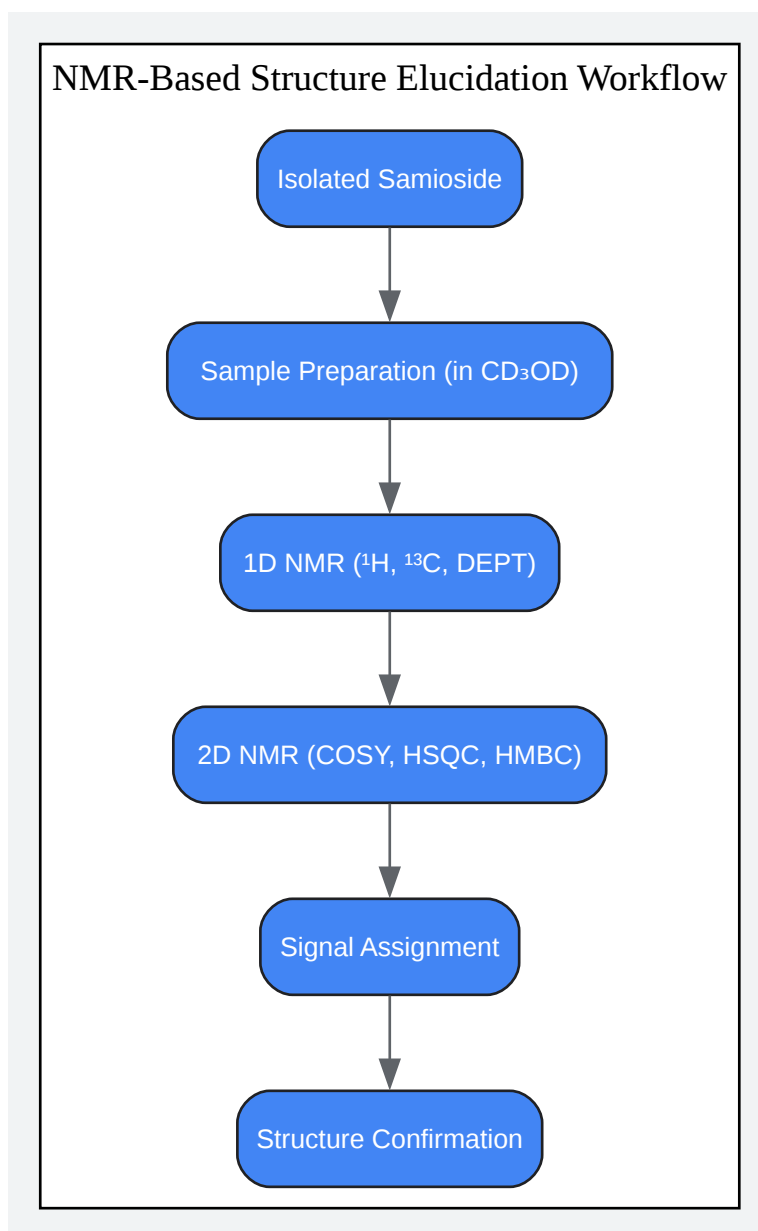 NMR-Based Structure Elucidation Workflow
Isolated Samioside
Sample Preparation (in CD₃OD)
1D NMR (¹H, ¹³C, DEPT)
2D NMR (COSY, HSQC, HMBC)
Signal Assignment
Structure Confirmation